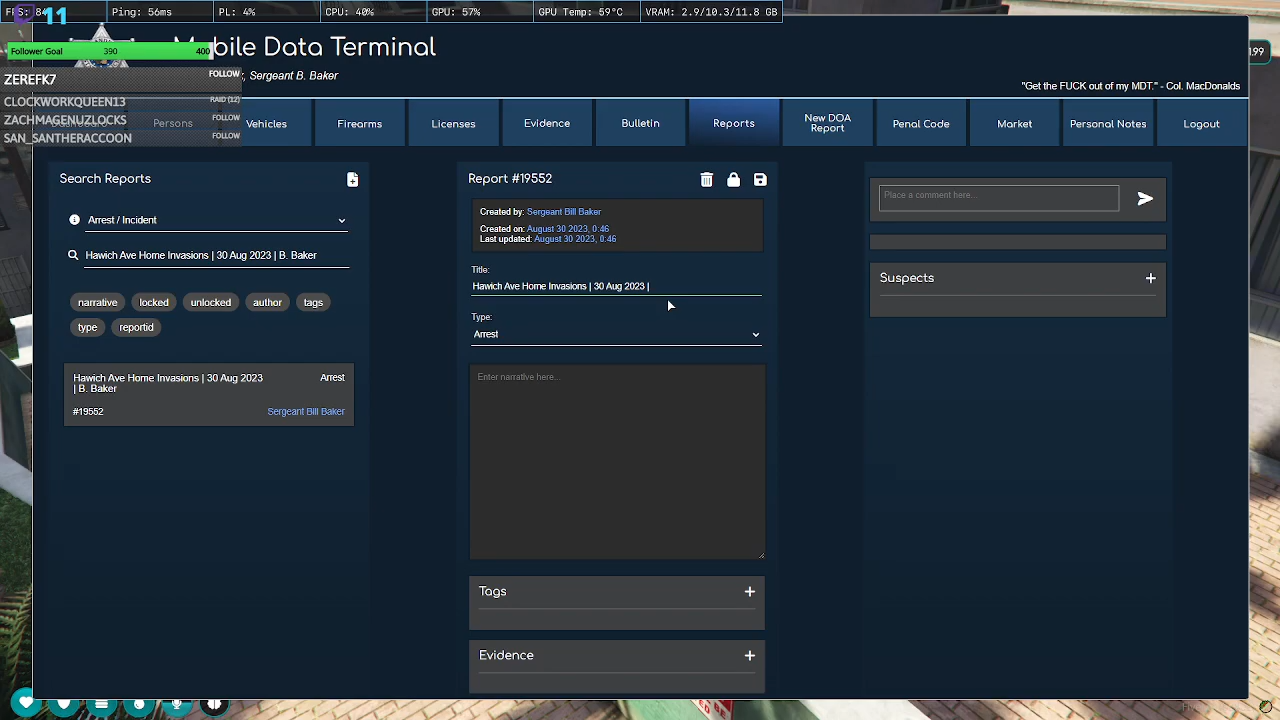 11
Ping: 56ms
PL: 4%
CPU: 40%
GPU: 57%
GPU Temp: 59°C
VRAM: 2.9/10.3/11.8 GB
Follower Goal 390 400
bile Data Terminal
, Sergeant B. Baker
"Get the FUCK out of my MDT." - Col. MacDonalds
ZEREFK7 FOLLOW
CLOCKWORKQUEEN13 RAID (12)
ZACHMAGENUZLOCKS FOLLOW
SAN_SANTHERACCOON FOLLOW
Persons
Vehicles
Firearms
Licenses
Evidence
Bulletin
Reports
New DOA
Report
Penal Code
Market
Personal Notes
Logout
Search Reports
Arrest / Incident
Hawich Ave Home Invasions | 30 Aug 2023 | B. Baker
narrative
locked
unlocked
author
tags
type
reportid
Hawich Ave Home Invasions | 30 Aug 2023
| B. Baker
Arrest
#19552
Sergeant Bill Baker
Report #19552
Created by: Sergeant Bill Baker
Created on: August 30 2023, 0:46
Last updated: August 30 2023, 0:46
Title:
Hawich Ave Home Invasions | 30 Aug 2023 |
Type:
Arrest
Enter narrative here...
Tags
Evidence
Place a comment here...
Suspects